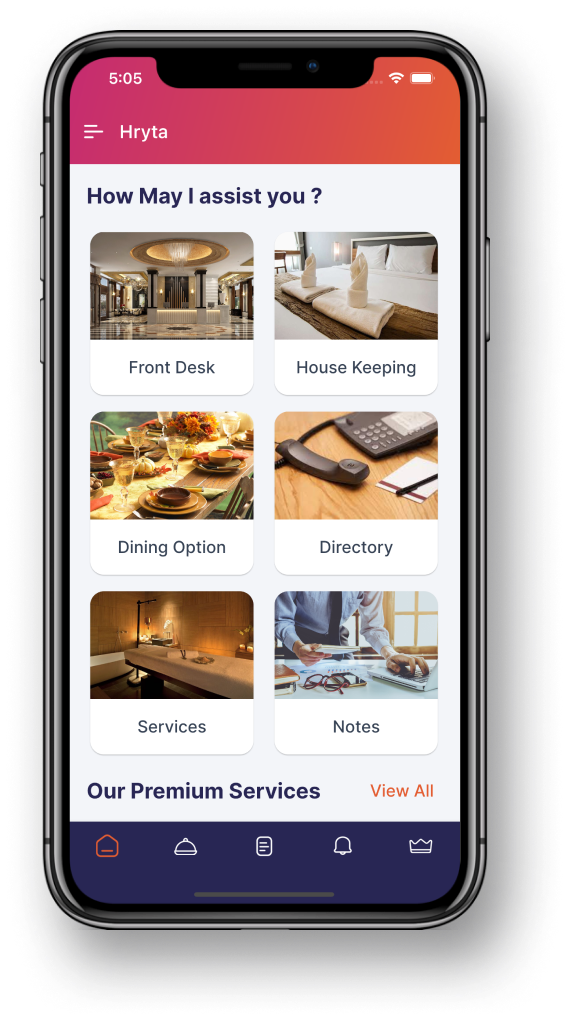 5:05
Hryta
How May I assist you ?
Front Desk
House Keeping
Dining Option
Directory
Services
Notes
Our Premium Services
View All